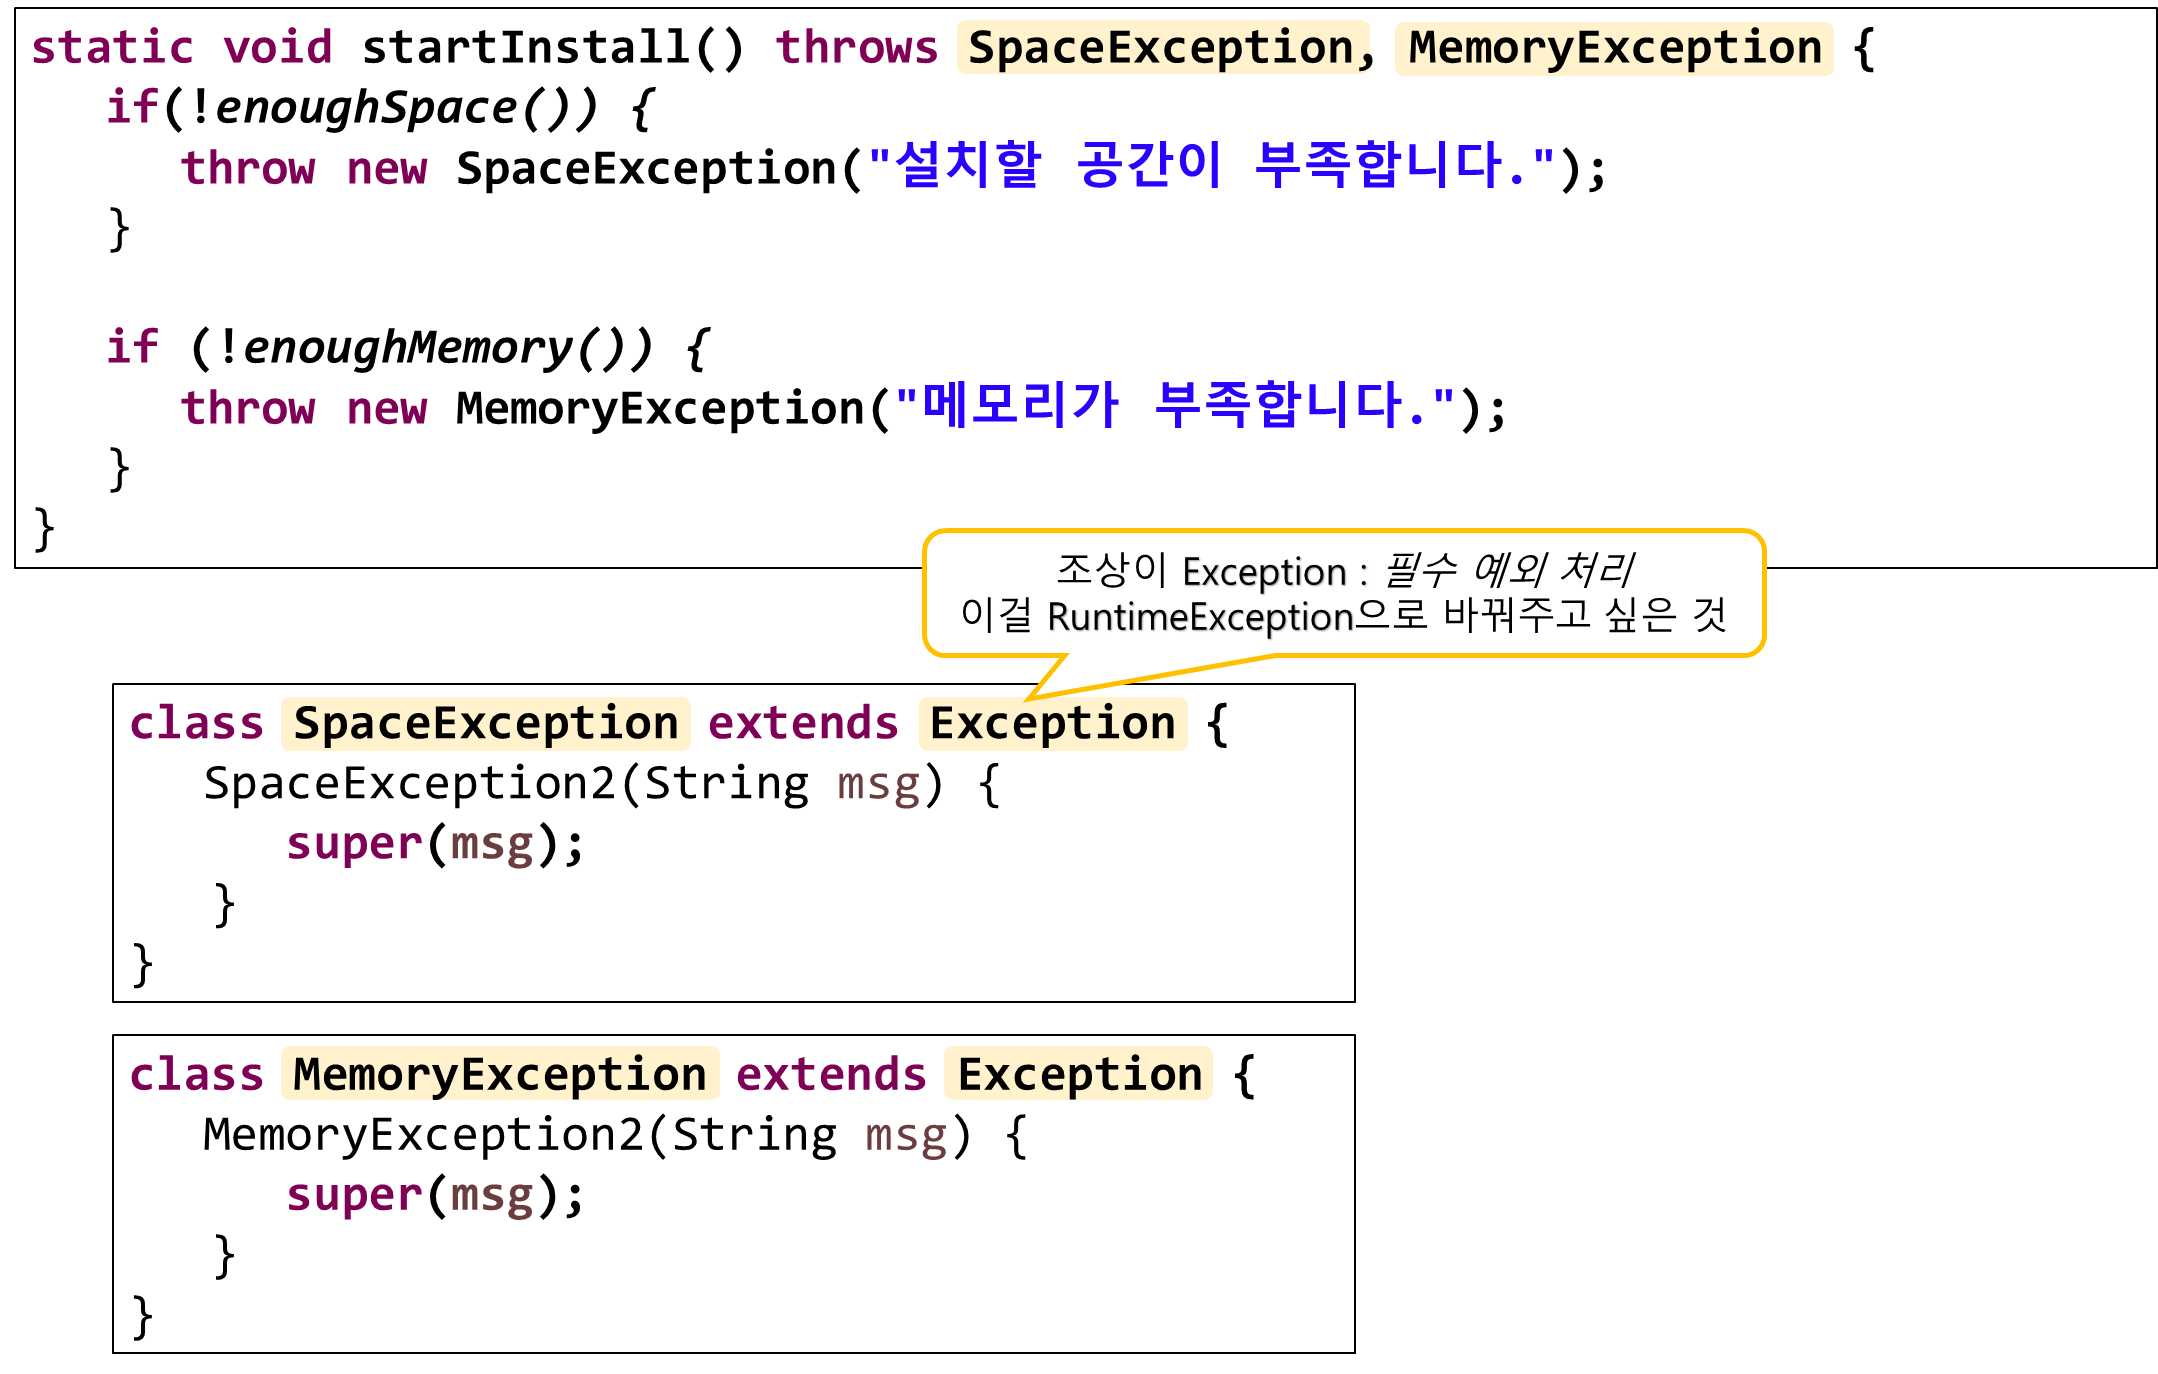 static void startInstall() throws SpaceException, MemoryException {
if(!enoughSpace()) {
throw new SpaceException("설치할 공간이 부족합니다.");
}
if (!enoughMemory()) {
throw new MemoryException("메모리가 부족합니다.");
}
}
조상이 Exception : 필수 예외 처리
이걸 RuntimeException으로 바꿔주고 싶은 것
class SpaceException extends Exception {
SpaceException2(String msg) {
super(msg);
}
}
class MemoryException extends Exception {
MemoryException2(String msg) {
super(msg);
}
}